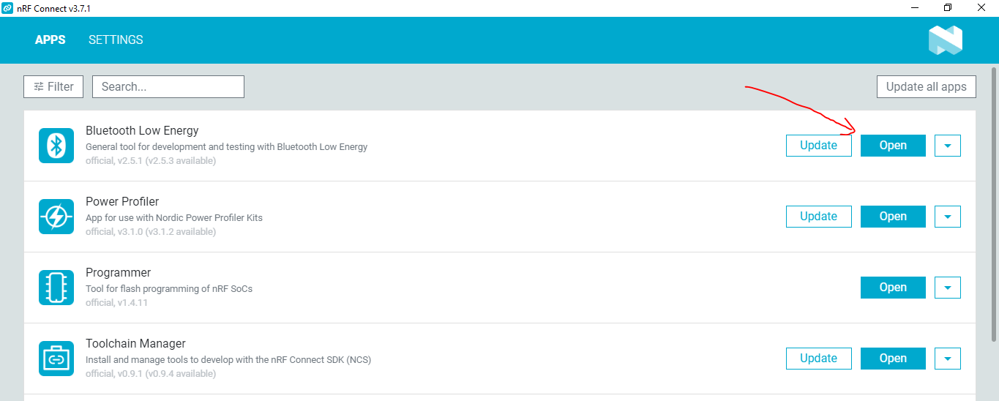 nRF Connect v3.7.1
APPS SETTINGS
Filter Search... Update all apps
Bluetooth Low Energy
General tool for development and testing with Bluetooth Low Energy
official, v2.5.1 (v2.5.3 available)
Update Open
Power Profiler
App for use with Nordic Power Profiler Kits
official, v3.1.0 (v3.1.2 available)
Update Open
Programmer
Tool for flash programming of nRF SoCs
official, v1.4.11
Open
Toolchain Manager
Install and manage tools to develop with the nRF Connect SDK (NCS)
official, v0.9.1 (v0.9.4 available)
Update Open